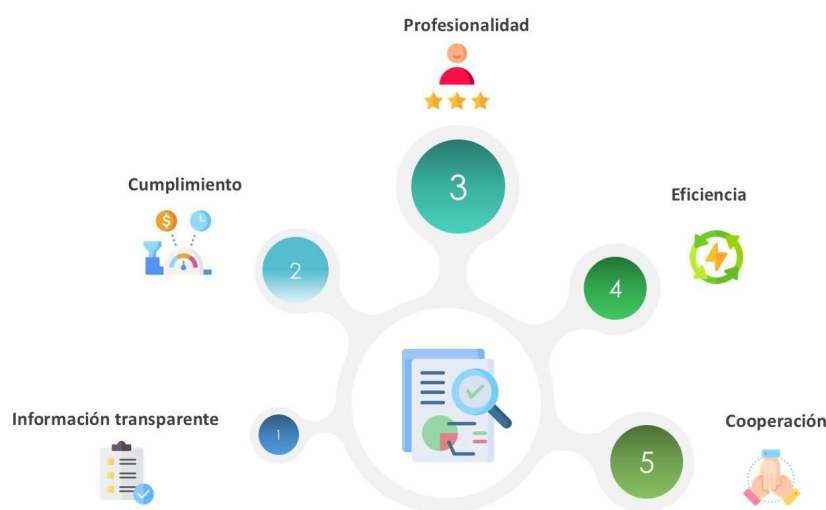 Profesionalidad
3
Cumplimiento
$
2
Eficiencia
4
Información transparente
1
Cooperación
5